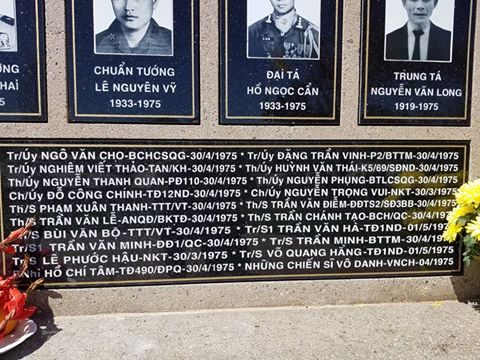 ƯỚNG
HAI
5
CHUẨN TƯỚNG
LÊ NGUYÊN VỸ
1933-1975
ĐẠI TÁ
HỒ NGỌC CẨN
1933-1975
TRUNG TÁ
NGUYỄN VĂN LONG
1919-1975
Tr/Úy NGÔ VĂN CHO-BCHCSQG-30/4/1975 * Tr/Úy ĐẶNG TRẦN VINH-P2/BTTM-30/4/1975
Tr/Úy NGHIÊM VIẾT THẢO-TAN/KH-30/4/1975 * Th/Úy HUỲNH VĂN THÁI-K5/69/SĐND-30/4/1975
Th/Úy NGUYỄN THANH QUAN-PĐ110-30/4/1975 * Th/Úy NGUYỄN PHỤNG-BTLCSQG-30/4/1975
Ch/Úy ĐỖ CÔNG CHÍNH-TĐ12ND-30/4/1975 * Ch/Úy NGUYỄN TRỌNG VUI-NKT-30/3/1975
Th/S PHẠM XUÂN THANH-TTT/VT-30/4/1975 * Th/S TRẦN VĂN ĐIỀM-ĐĐTS2/SĐ3BB-30/4/1975
Th/S TRẦN VĂN LỄ-ANQĐ/BKTĐ-30/4/1975 * Th/S TRẦN CHÁNH TẠO-BCH/QC-30/4/1975
Th/S BÙI VĂN BỘ-TTT/VT-30/4/1975 * Tr/S TRẦN VĂN HÀ-TĐ1ND-01/5/1975
Tr/S1 TRẦN VĂN MINH-ĐĐ1/QC-30/4/1975 * Tr/S TRẦN MINH-BTTM-30/4/1975
Tr/S LÊ PHƯỚC HẬU-NKT-30/3/1975 * Tr/S VÕ QUANG HÃNG-TĐ1ND-01/5/1975
Nhì HỒ CHÍ TÂM-TĐ490/ĐPQ-30/4/1975 * NHỮNG CHIẾN SĨ VÔ DANH-VNCH-04/1975